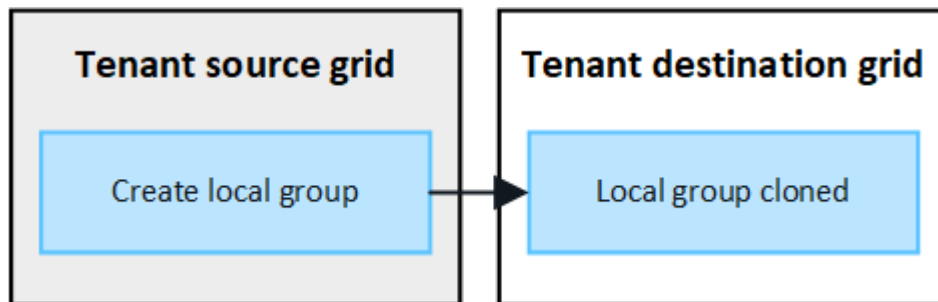 Tenant source grid
Create local group
Tenant destination grid
Local group cloned